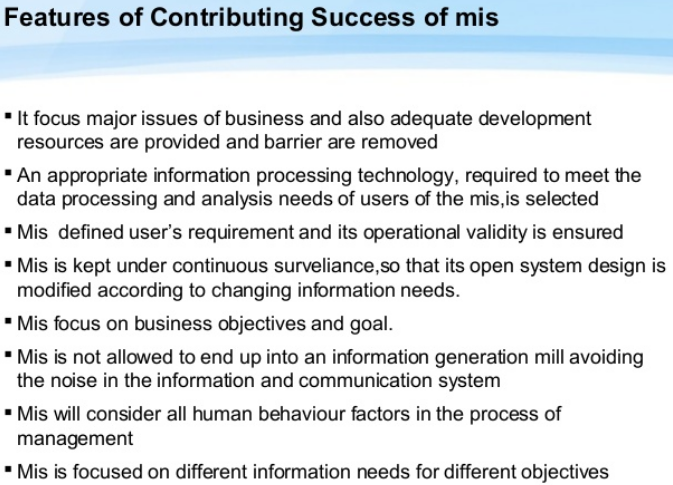 Features of Contributing Success of mis
▪ It focus major issues of business and also adequate development
resources are provided and barrier are removed
▪ An appropriate information processing technology, required to meet the
data processing and analysis needs of users of the mis,is selected
▪ Mis  defined user's requirement and its operational validity is ensured
▪ Mis is kept under continuous surveliance,so that its open system design is
modified according to changing information needs.
▪ Mis focus on business objectives and goal.
▪ Mis is not allowed to end up into an information generation mill avoiding
the noise in the information and communication system
▪ Mis will consider all human behaviour factors in the process of
management
▪ Mis is focused on different information needs for different objectives